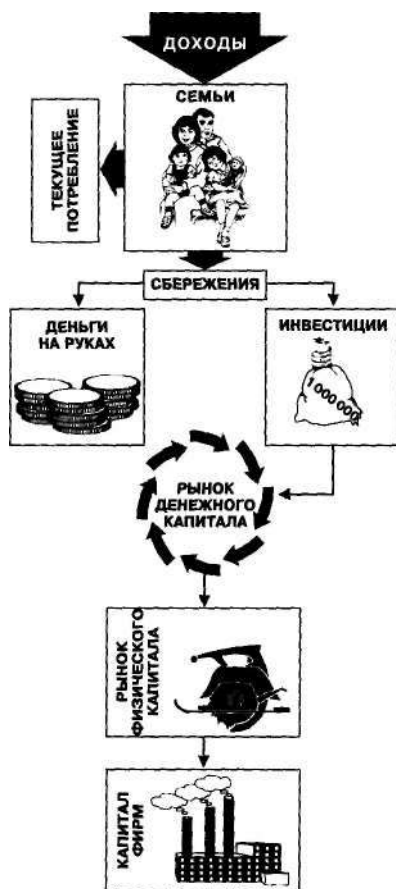 ДОХОДЫ
СЕМЬИ
ТЕКУЩЕЕ
ПОТРЕБЛЕНИЕ
СБЕРЕЖЕНИЯ
ДЕНЬГИ
НА РУКАХ
ИНВЕСТИЦИИ
1 000 000
РЫНОК
ДЕНЕЖНОГО
КАПИТАЛА
РЫНОК
ФИЗИЧЕСКОГО
КАПИТАЛА
КАПИТАЛ
ФИРМ